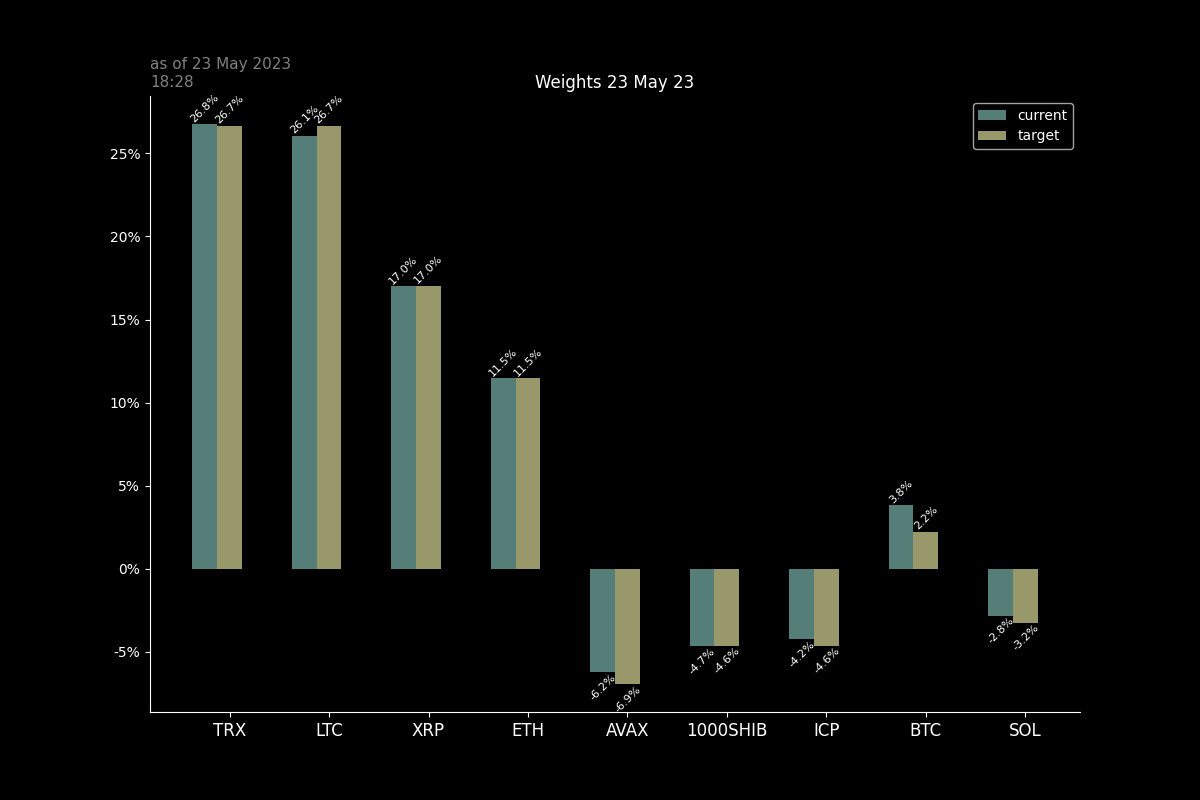 as of 23 May 2023
18:28
Weights 23 May 23
current
target
26.8% 26.7% 26.1% 26.7%
17.0% 17.0%
11.5% 11.5%
3.8% 2.2%
-6.2% -6.9% -4.7% -4.6% -4.2% -4.6% -2.8% -3.2%
25%
20%
15%
10%
5%
0%
-5%
TRX LTC XRP ETH AVAX 1000SHIB ICP BTC SOL